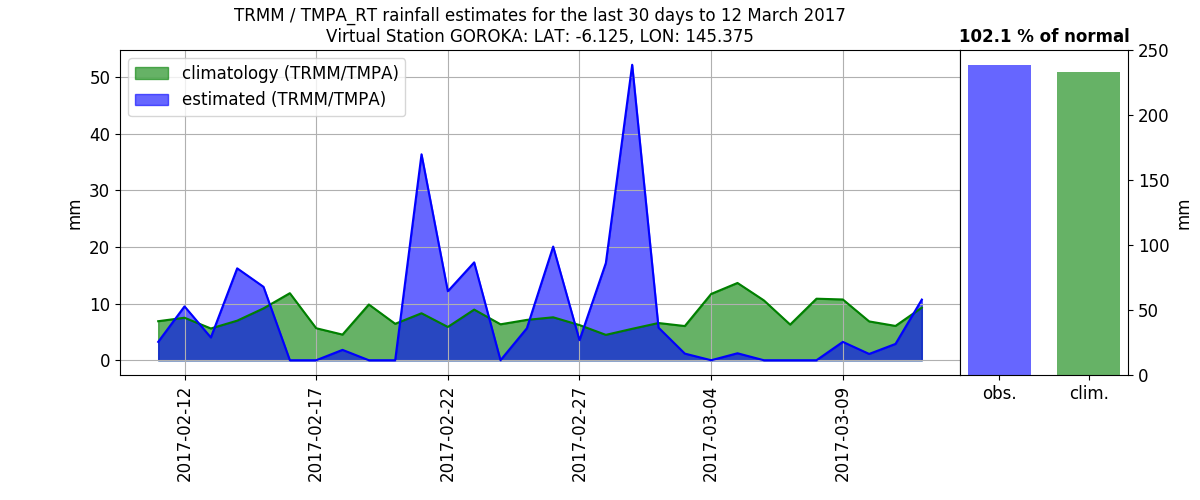 TRMM / TMPA_RT rainfall estimates for the last 30 days to 12 March 2017
Virtual Station GOROKA: LAT: -6.125, LON: 145.375
102.1 % of normal
climatology (TRMM/TMPA)
estimated (TRMM/TMPA)
50
40
30
20
10
0
mm
2017-02-12
2017-02-17
2017-02-22
2017-02-27
2017-03-04
2017-03-09
250
200
150
100
50
0
mm
obs.
clim.